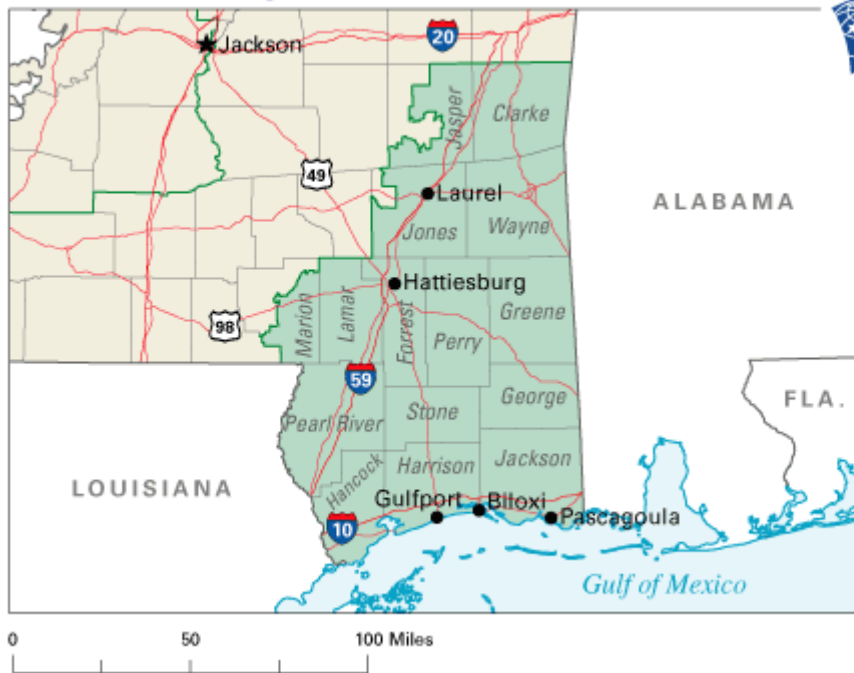 Jackson
20
Jasper
Clarke
49
Laurel
ALABAMA
Jones
Wayne
Hattiesburg
Marion
Lamar
Forrest
Greene
98
Perry
59
George
FLA.
Pearl River
Stone
Hancock
Harrison
Jackson
LOUISIANA
Gulfport
Biloxi
10
Pascagoula
Gulf of Mexico
0 50 100 Miles